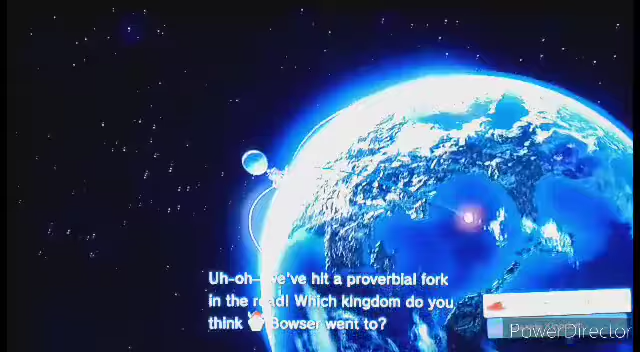 Uh-oh—we've hit a proverbial fork
in the road! Which kingdom do you
think Bowser went to?
PowerDirector